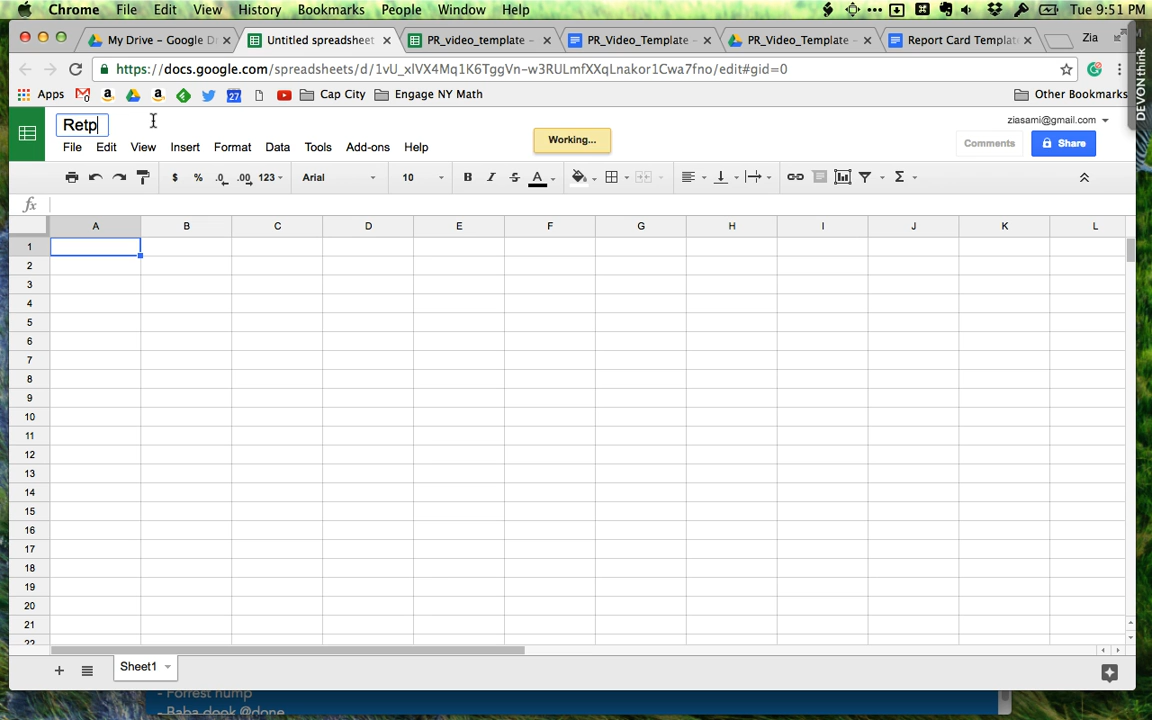 Chrome File Edit View History Bookmarks People Window Help Tue 9:51 PM
My Drive - Google Dr Untitled spreadsheet PR_video_template - PR_Video_Template - PR_Video_Template - Report Card Template Zia
https://docs.google.com/spreadsheets/d/1vU_xlVX4Mq1K6TggVn-w3RULmfXXqLnakor1Cwa7fno/edit#gid=0
Apps 27 Cap City Engage NY Math Other Bookmarks
DEVONthink
Retp ziasami@gmail.com
Working...
File Edit View Insert Format Data Tools Add-ons Help Comments Share
$ % .0 .00 123 Arial 10 B I S A Σ
fx
A B C D E F G H I J K L
1
2
3
4
5
6
7
8
9
10
11
12
13
14
15
16
17
18
19
20
21
22
+ Sheet1
- Forrest hump
- Baba dook @done